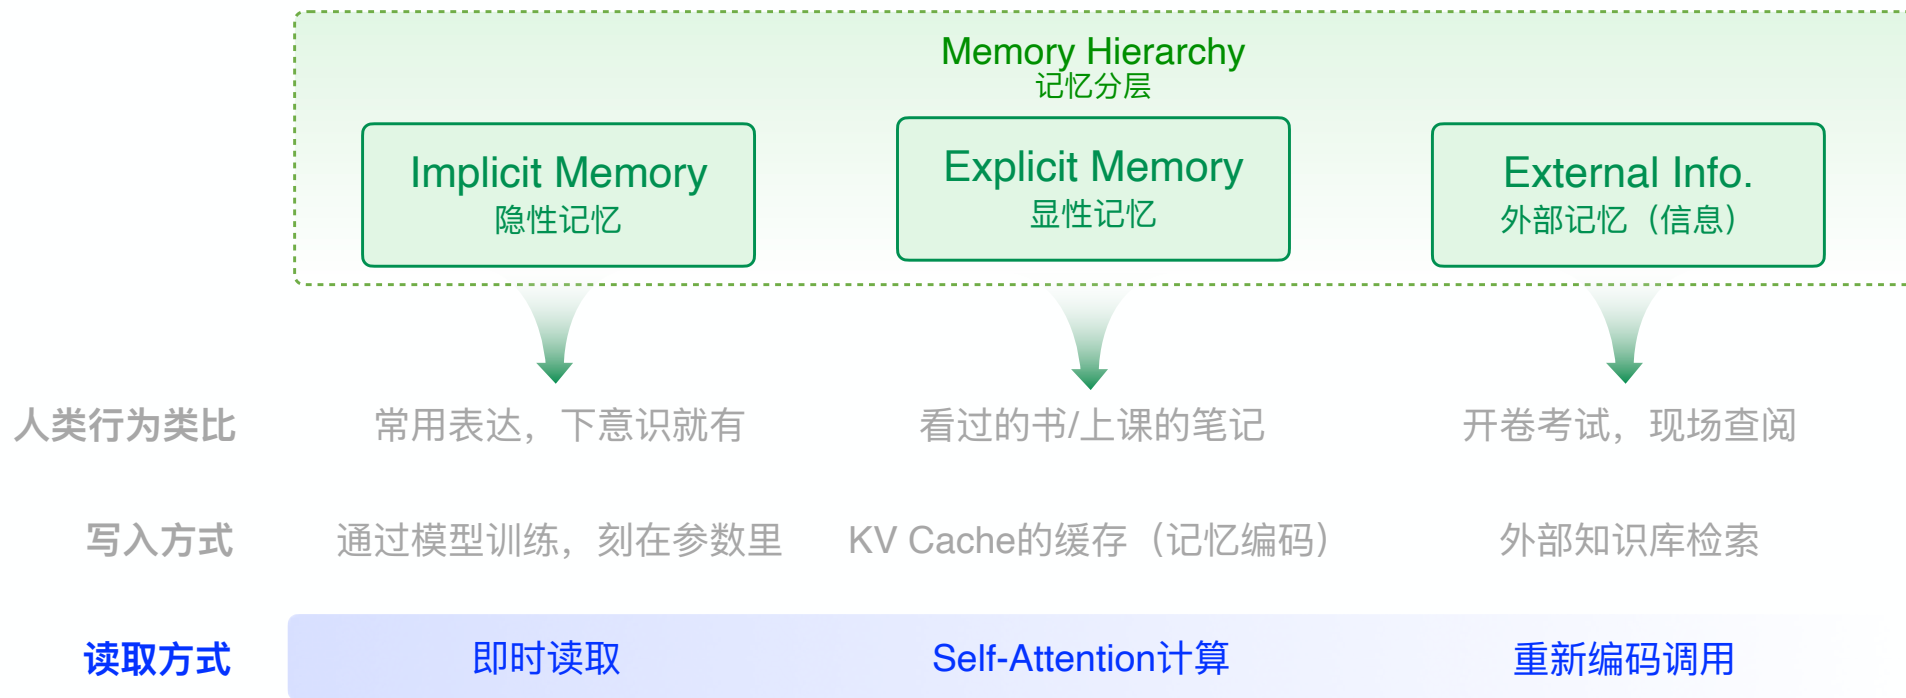 Memory Hierarchy
记忆分层
Implicit Memory
隐性记忆
Explicit Memory
显性记忆
External Info.
外部记忆（信息）
人类行为类比
常用表达，下意识就有
看过的书/上课的笔记
开卷考试，现场查阅
写入方式
通过模型训练，刻在参数里
KV Cache的缓存（记忆编码）
外部知识库检索
读取方式
即时读取
Self-Attention计算
重新编码调用